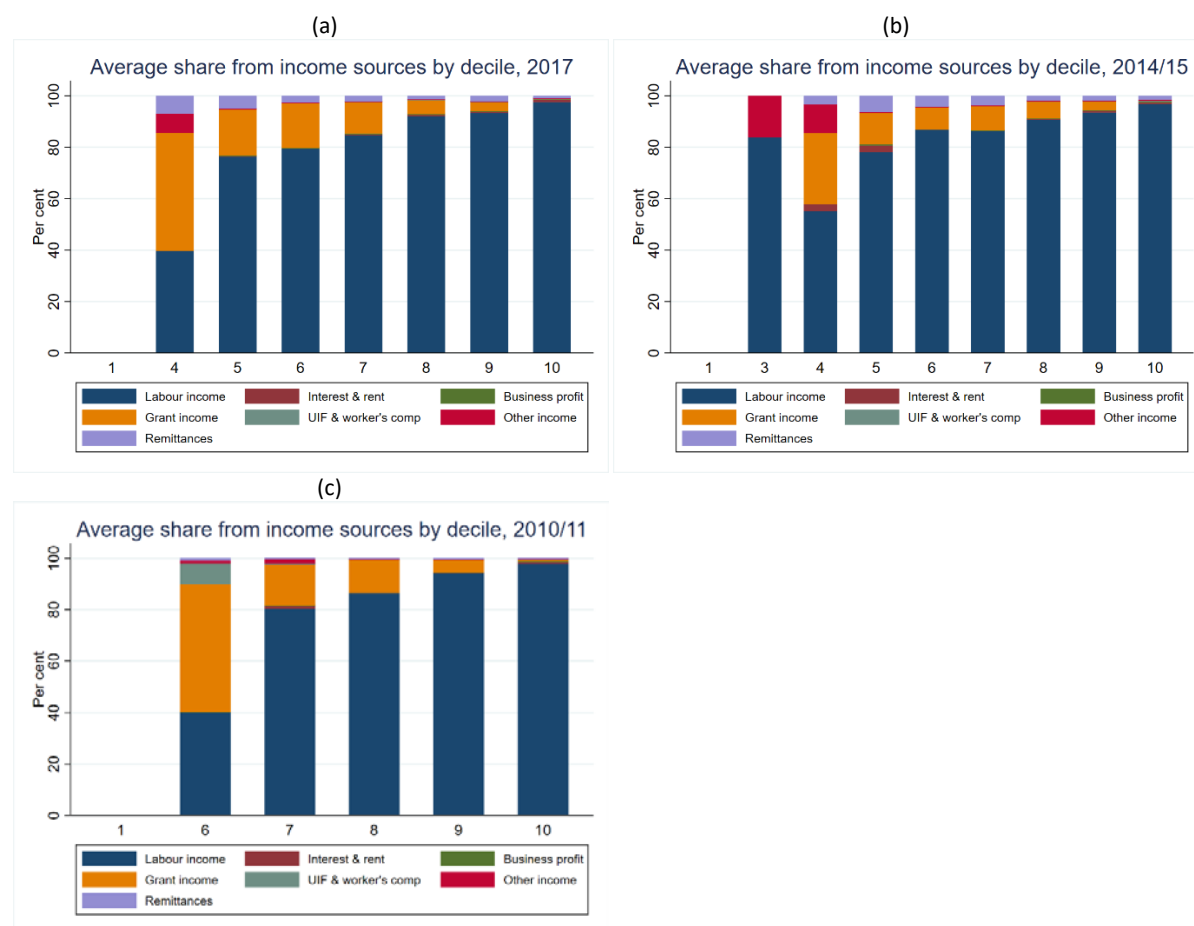 (a)
Average share from income sources by decile, 2017
Per cent
100
80
60
40
20
0
1 4 5 6 7 8 9 10
Labour income Interest & rent Business profit
Grant income UIF & worker's comp Other income
Remittances
(b)
Average share from income sources by decile, 2014/15
Per cent
100
80
60
40
20
0
1 3 4 5 6 7 8 9 10
Labour income Interest & rent Business profit
Grant income UIF & worker's comp Other income
Remittances
(c)
Average share from income sources by decile, 2010/11
Per cent
100
80
60
40
20
0
1 6 7 8 9 10
Labour income Interest & rent Business profit
Grant income UIF & worker's comp Other income
Remittances